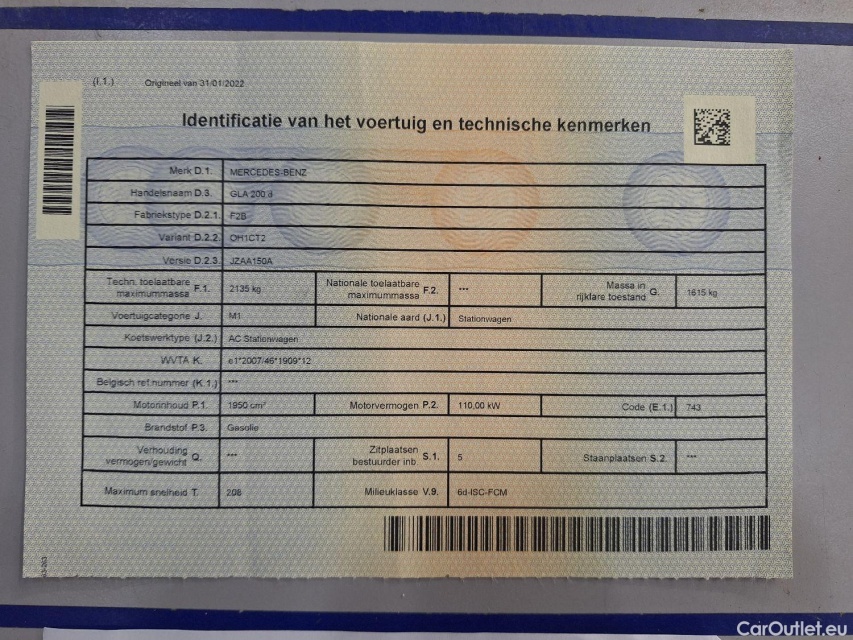 (I.1.) Origineel van 31/01/2022
Identificatie van het voertuig en technische kenmerken
Merk D.1. MERCEDES-BENZ
Handelsnaam D.3. GLA 200 d
Fabriekstype D.2.1. F2B
Variant D.2.2. OH1CT2
Versie D.2.3. JZAA150A
Techn. toelaatbare maximummassa F.1. 2135 kg Nationale toelaatbare maximummassa F.2. *** Massa in rijklare toestand G. 1615 kg
Voertuigcategorie J. M1 Nationale aard (J.1.) Stationwagen
Koetswerktype (J.2.) AC Stationwagen
WVTA K. e1*2007/46*1909*12
Belgisch ref.nummer (K.1.) ***
Motorinhoud P.1. 1950 cm³ Motorvermogen P.2. 110,00 kW Code (E.1.) 743
Brandstof P.3. Gasolie
Verhouding vermogen/gewicht Q. *** Zitplaatsen bestuurder inb. S.1. 5 Staanplaatsen S.2. ***
Maximum snelheid T. 208 Milieuklasse V.9. 6d-ISC-FCM
CarOutlet.eu